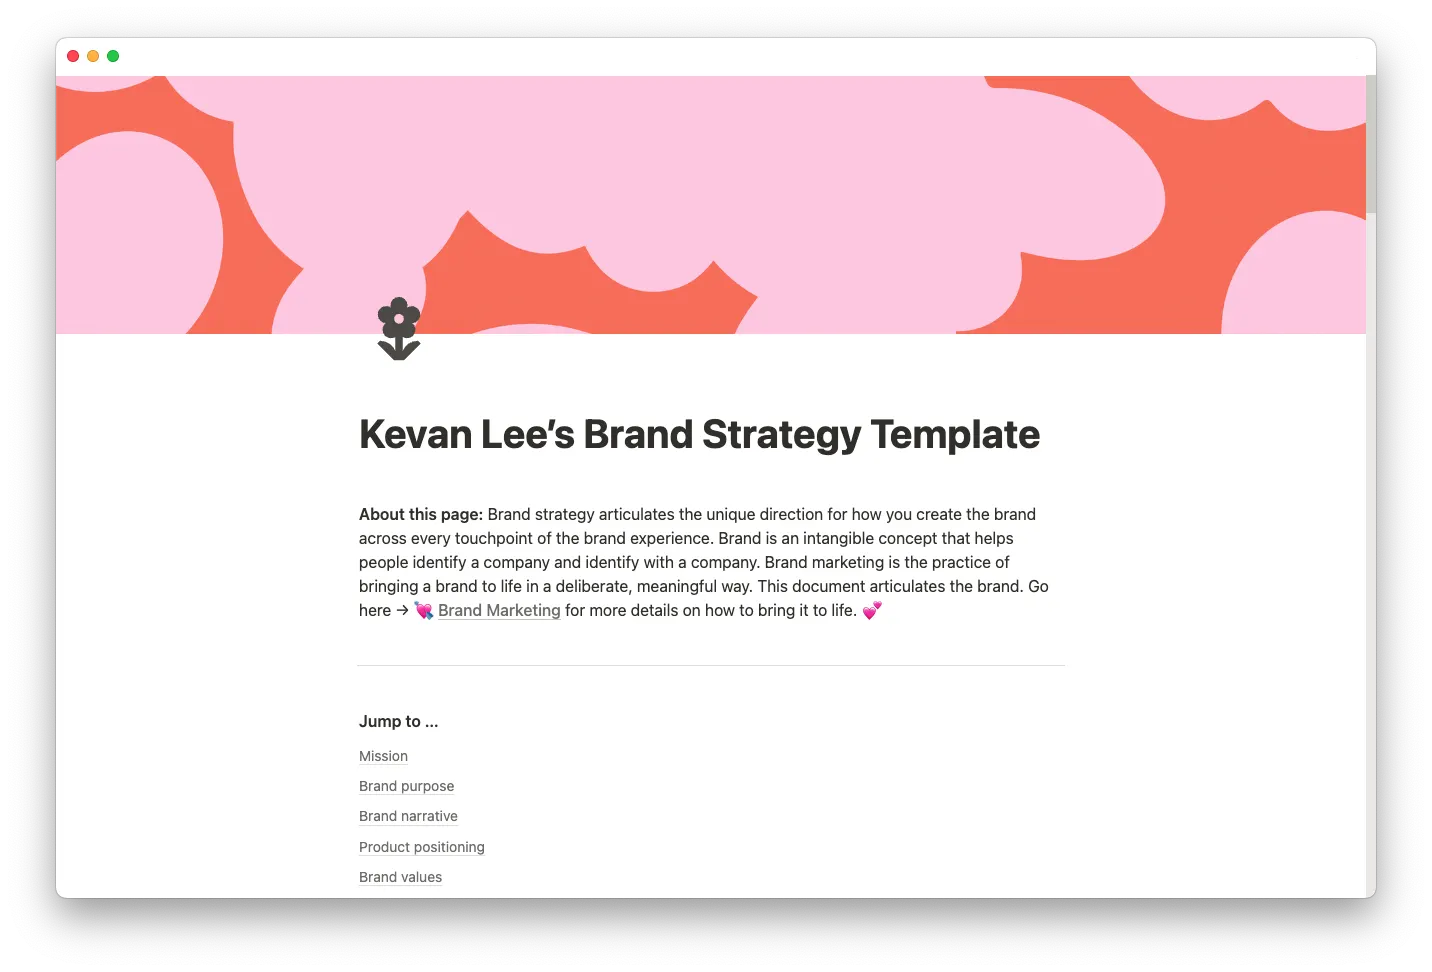 Kevan Lee’s Brand Strategy Template
About this page: Brand strategy articulates the unique direction for how you create the brand
across every touchpoint of the brand experience. Brand is an intangible concept that helps
people identify a company and identify with a company. Brand marketing is the practice of
bringing a brand to life in a deliberate, meaningful way. This document articulates the brand. Go
here → 💘 Brand Marketing for more details on how to bring it to life. 💕
Jump to ...
Mission
Brand purpose
Brand narrative
Product positioning
Brand values